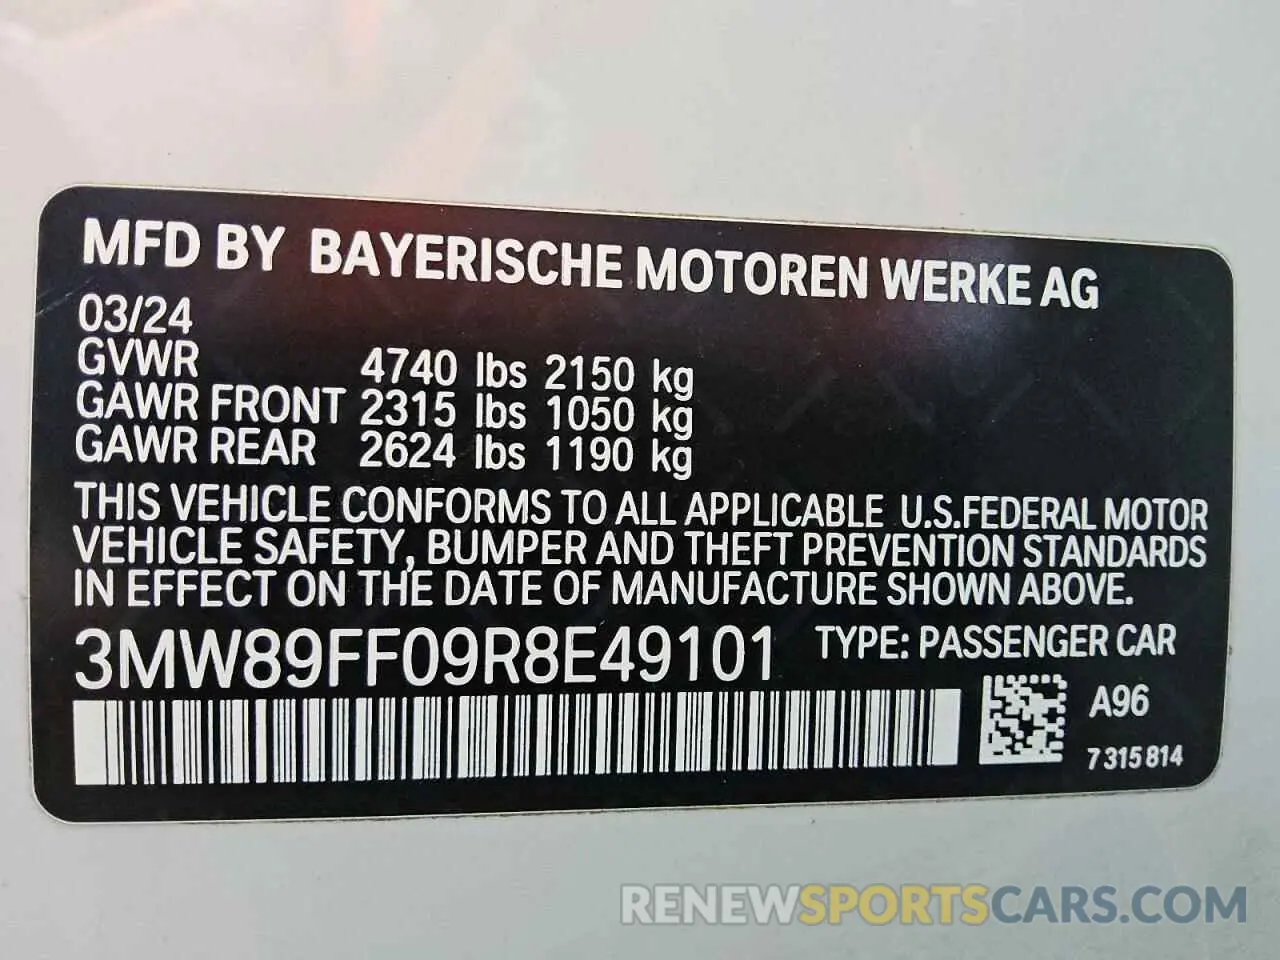 MFD BY BAYERISCHE MOTOREN WERKE AG
03/24
GVWR 4740 lbs 2150 kg
GAWR FRONT 2315 lbs 1050 kg
GAWR REAR 2624 lbs 1190 kg
THIS VEHICLE CONFORMS TO ALL APPLICABLE U.S.FEDERAL MOTOR
VEHICLE SAFETY, BUMPER AND THEFT PREVENTION STANDARDS
IN EFFECT ON THE DATE OF MANUFACTURE SHOWN ABOVE.
3MW89FF09R8E49101 TYPE: PASSENGER CAR
A96
7 315 814
RENEWSPORTSCARS.COM